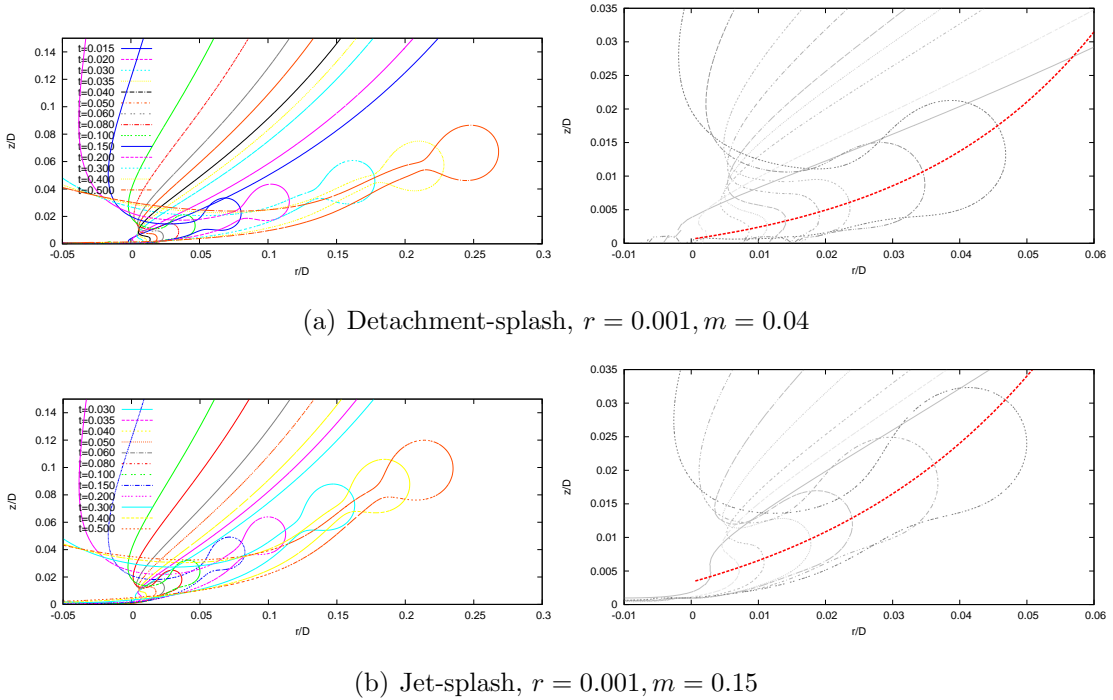 0.14
0.12
0.1
0.08
0.06
0.04
0.02
0
z/D
t=0.015
t=0.020
t=0.030
t=0.035
t=0.040
t=0.050
t=0.060
t=0.080
t=0.100
t=0.150
t=0.200
t=0.300
t=0.400
t=0.500
-0.05 0 0.05 0.1 0.15 0.2 0.25 0.3
r/D
0.035
0.03
0.025
0.02
0.015
0.01
0.005
0
z/D
-0.01 0 0.01 0.02 0.03 0.04 0.05 0.06
r/D
(a) Detachment-splash, r = 0.001, m = 0.04
0.14
0.12
0.1
0.08
0.06
0.04
0.02
0
z/D
t=0.030
t=0.035
t=0.040
t=0.050
t=0.080
t=0.100
t=0.150
t=0.200
t=0.300
t=0.400
t=0.500
-0.05 0 0.05 0.1 0.15 0.2 0.25 0.3
r/D
0.035
0.03
0.025
0.02
0.015
0.01
0.005
0
z/D
-0.01 0 0.01 0.02 0.03 0.04 0.05 0.06
r/D
(b) Jet-splash, r = 0.001, m = 0.15